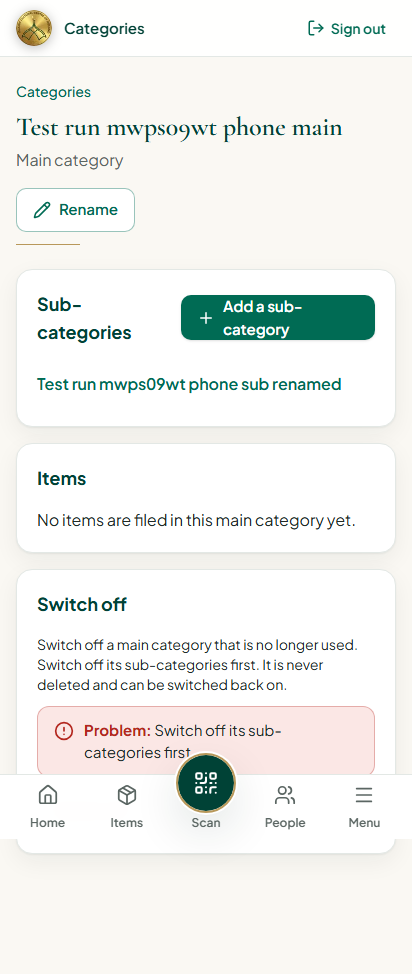 Categories
Sign out
Categories
Test run mwps09wt phone main
Main category
Rename
Sub-
categories
Add a sub-
category
Test run mwps09wt phone sub renamed
Items
No items are filed in this main category yet.
Switch off
Switch off a main category that is no longer used.
Switch off its sub-categories first. It is never
deleted and can be switched back on.
Problem: Switch off its sub-
categories first
Home
Items
Scan
People
Menu